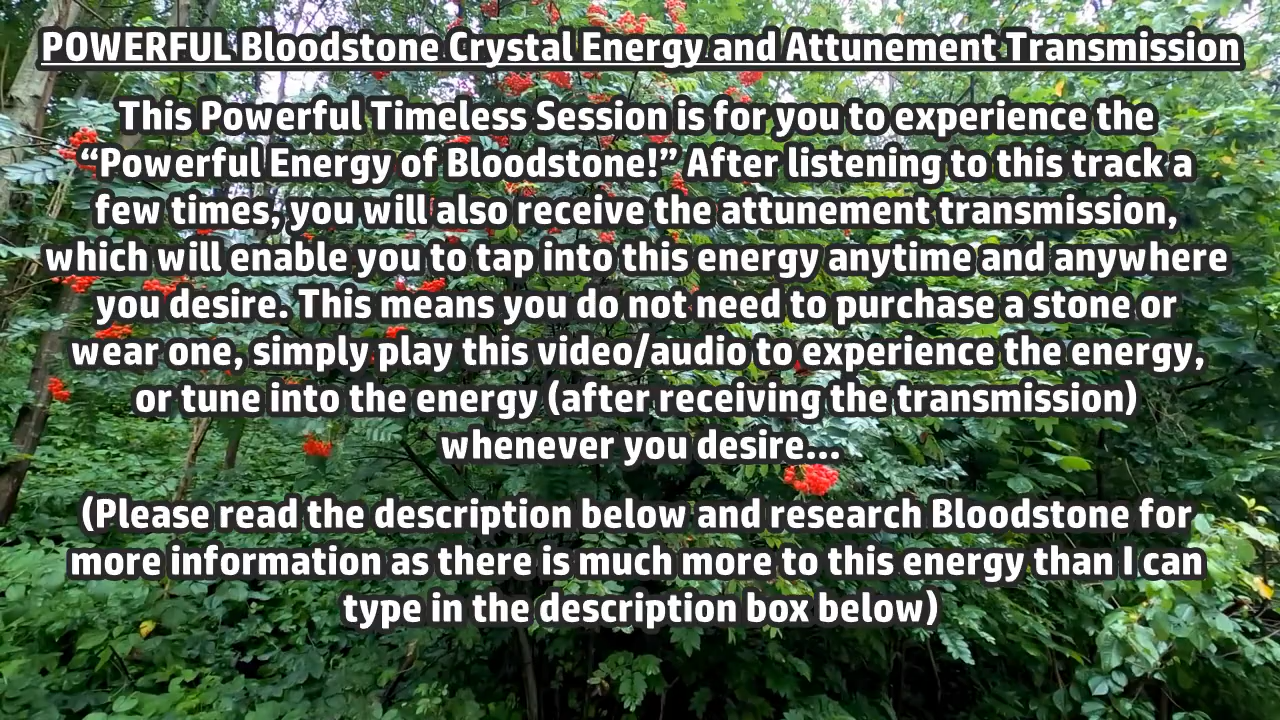 POWERFUL Bloodstone Crystal Energy and Attunement Transmission
This Powerful Timeless Session is for you to experience the
“Powerful Energy of Bloodstone!” After listening to this track a
few times, you will also receive the attunement transmission,
which will enable you to tap into this energy anytime and anywhere
you desire. This means you do not need to purchase a stone or
wear one, simply play this video/audio to experience the energy,
or tune into the energy (after receiving the transmission)
whenever you desire...
(Please read the description below and research Bloodstone for
more information as there is much more to this energy than I can
type in the description box below)